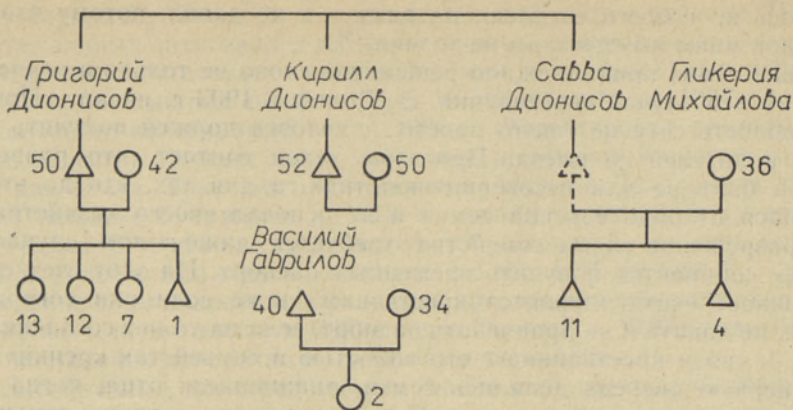 Григорий
Дионисов
Кирилл
Дионисов
Савва
Дионисов
Гликерия
Михайлова
50
42
52
50
36
Василий
Гаврилов
40
34
13
12
7
1
11
4
2